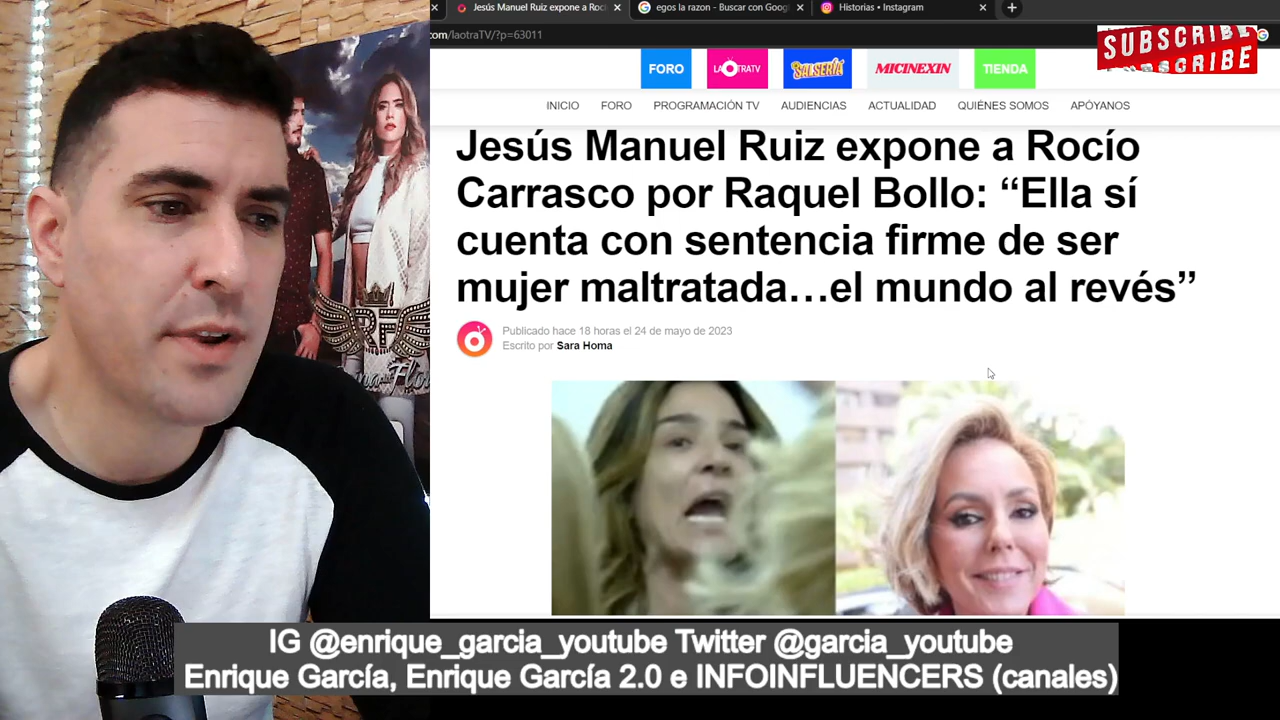 Jesús Manuel Ruiz expone a Rocí
egos la razon - Buscar con Googl
Historias • Instagram
com/laotraTV/?p=63011
SUBSCRIBE
SUBSCRIBE
FORO
LAOTRATV
SALSERÍA
MICINEXIN
TIENDA
INICIO
FORO
PROGRAMACIÓN TV
AUDIENCIAS
ACTUALIDAD
QUIÉNES SOMOS
APÓYANOS
Jesús Manuel Ruiz expone a Rocío
Carrasco por Raquel Bollo: “Ella sí
cuenta con sentencia firme de ser
mujer maltratada…el mundo al revés”
Publicado hace 18 horas el 24 de mayo de 2023
Escrito por Sara Homa
IG @enrique_garcia_youtube Twitter @garcia_youtube
Enrique García, Enrique García 2.0 e INFOINFLUENCERS (canales)